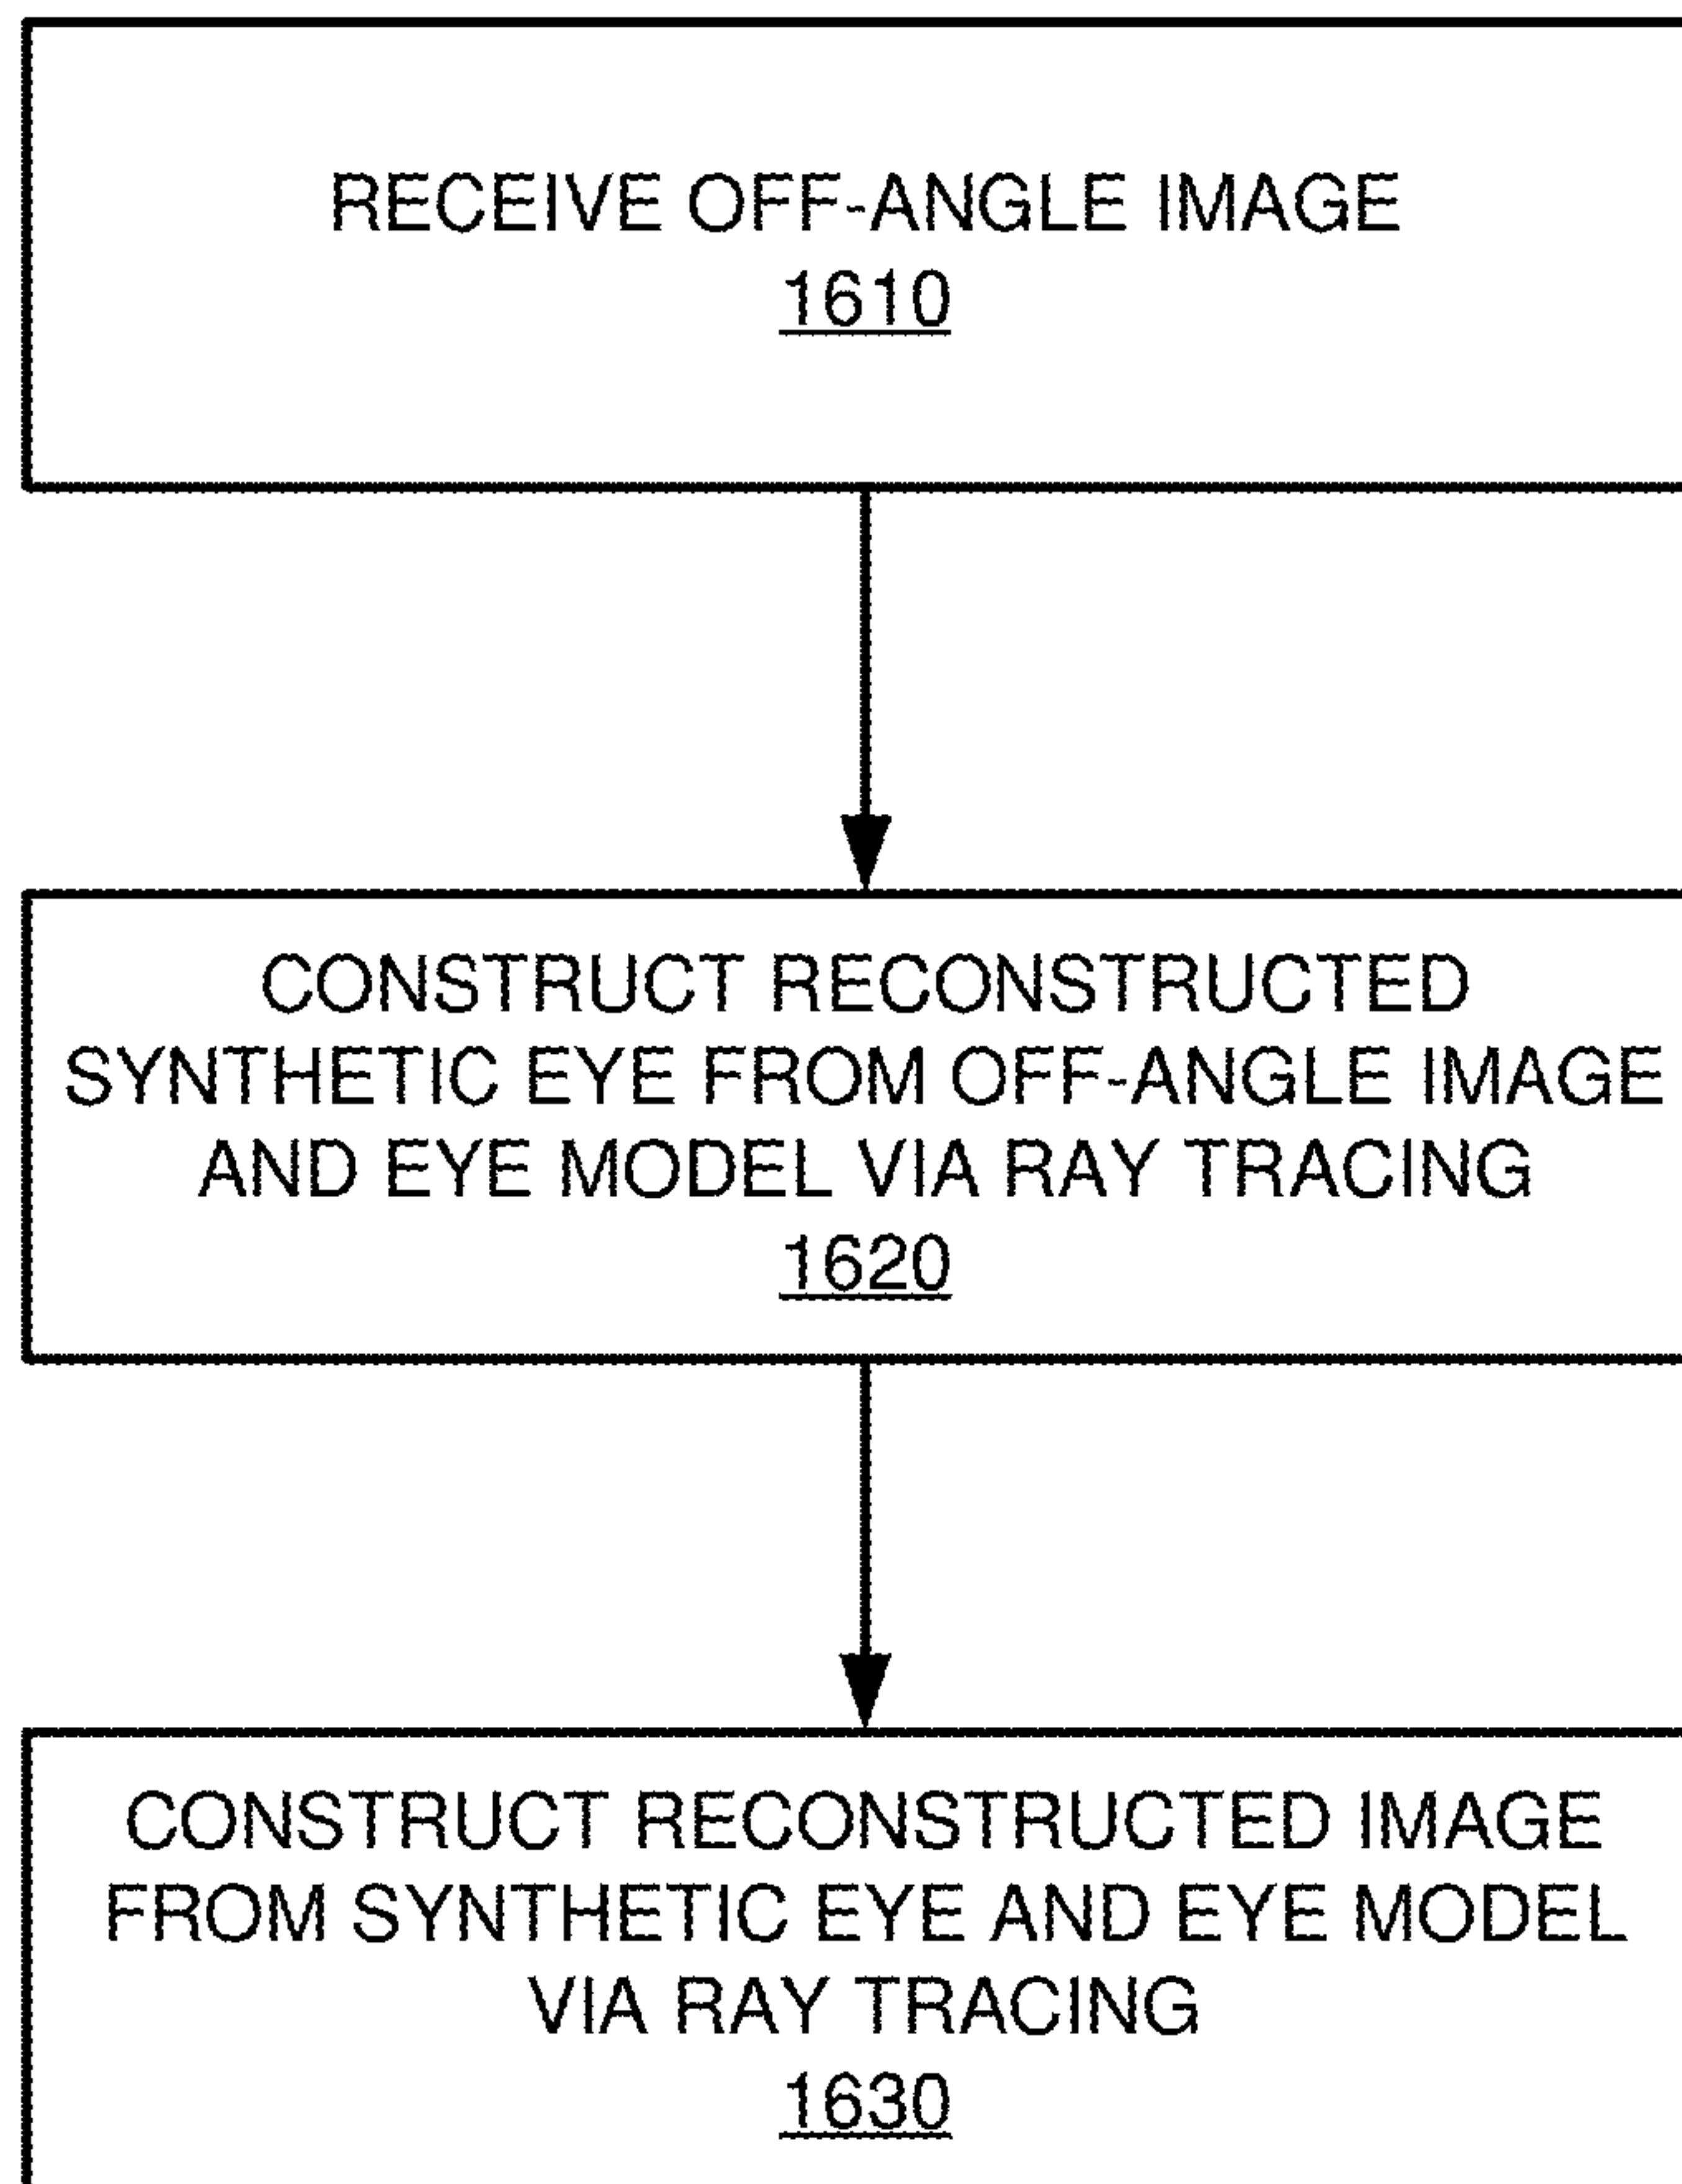 RECEIVE OFF-ANGLE IMAGE
1610
CONSTRUCT RECONSTRUCTED
SYNTHETIC EYE FROM OFF-ANGLE IMAGE
AND EYE MODEL VIA RAY TRACING
1620
CONSTRUCT RECONSTRUCTED IMAGE
FROM SYNTHETIC EYE AND EYE MODEL
VIA RAY TRACING
1630